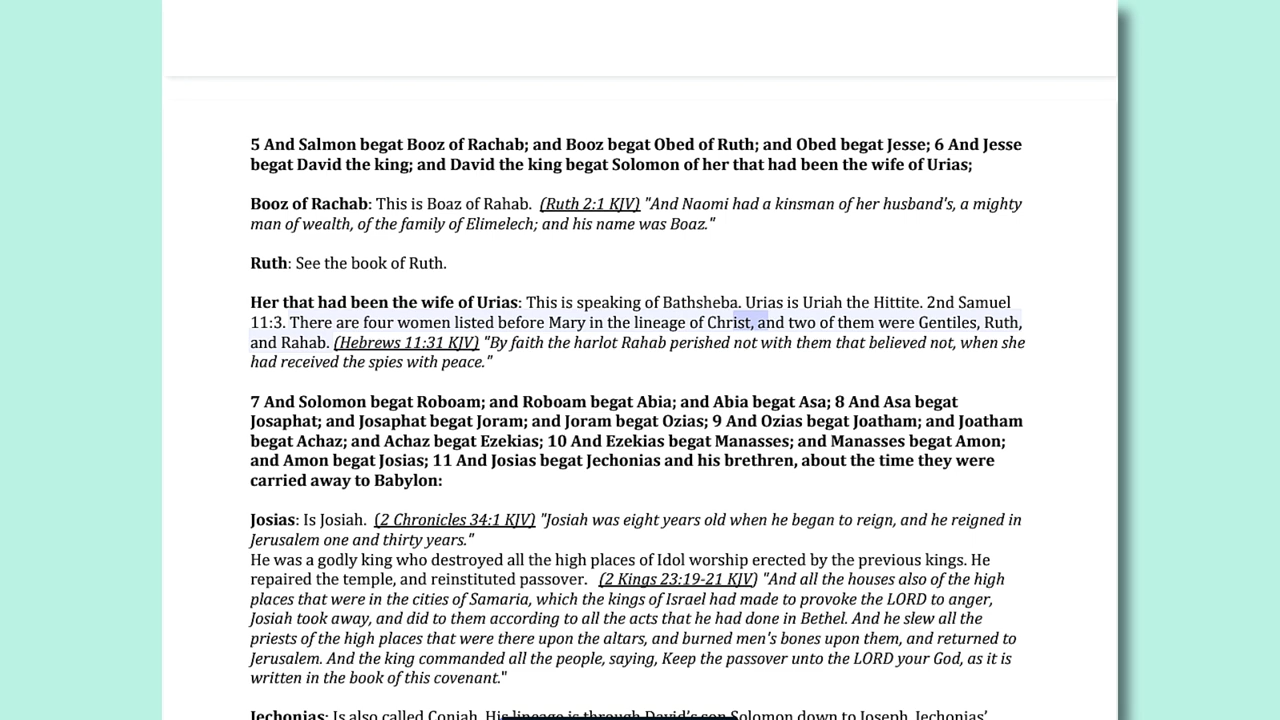 5 And Salmon begat Booz of Rachab; and Booz begat Obed of Ruth; and Obed begat Jesse; 6 And Jesse
begat David the king; and David the king begat Solomon of her that had been the wife of Urias;
Booz of Rachab: This is Boaz of Rahab. (Ruth 2:1 KJV) "And Naomi had a kinsman of her husband's, a mighty
man of wealth, of the family of Elimelech; and his name was Boaz."
Ruth: See the book of Ruth.
Her that had been the wife of Urias: This is speaking of Bathsheba. Urias is Uriah the Hittite. 2nd Samuel
11:3. There are four women listed before Mary in the lineage of Christ, and two of them were Gentiles, Ruth,
and Rahab. (Hebrews 11:31 KJV) "By faith the harlot Rahab perished not with them that believed not, when she
had received the spies with peace."
7 And Solomon begat Roboam; and Roboam begat Abia; and Abia begat Asa; 8 And Asa begat
Josaphat; and Josaphat begat Joram; and Joram begat Ozias; 9 And Ozias begat Joatham; and Joatham
begat Achaz; and Achaz begat Ezekias; 10 And Ezekias begat Manasses; and Manasses begat Amon;
and Amon begat Josias; 11 And Josias begat Jechonias and his brethren, about the time they were
carried away to Babylon:
Josias: Is Josiah. (2 Chronicles 34:1 KJV) "Josiah was eight years old when he began to reign, and he reigned in
Jerusalem one and thirty years."
He was a godly king who destroyed all the high places of Idol worship erected by the previous kings. He
repaired the temple, and reinstituted passover. (2 Kings 23:19-21 KJV) "And all the houses also of the high
places that were in the cities of Samaria, which the kings of Israel had made to provoke the LORD to anger,
Josiah took away, and did to them according to all the acts that he had done in Bethel. And he slew all the
priests of the high places that were there upon the altars, and burned men's bones upon them, and returned to
Jerusalem. And the king commanded all the people, saying, Keep the passover unto the LORD your God, as it is
written in the book of this covenant."
Jechonias: Is also called Coniah. His lineage is through David's son Solomon down to Joseph. Jechonias'